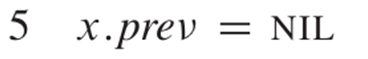 5 x.prev = NIL